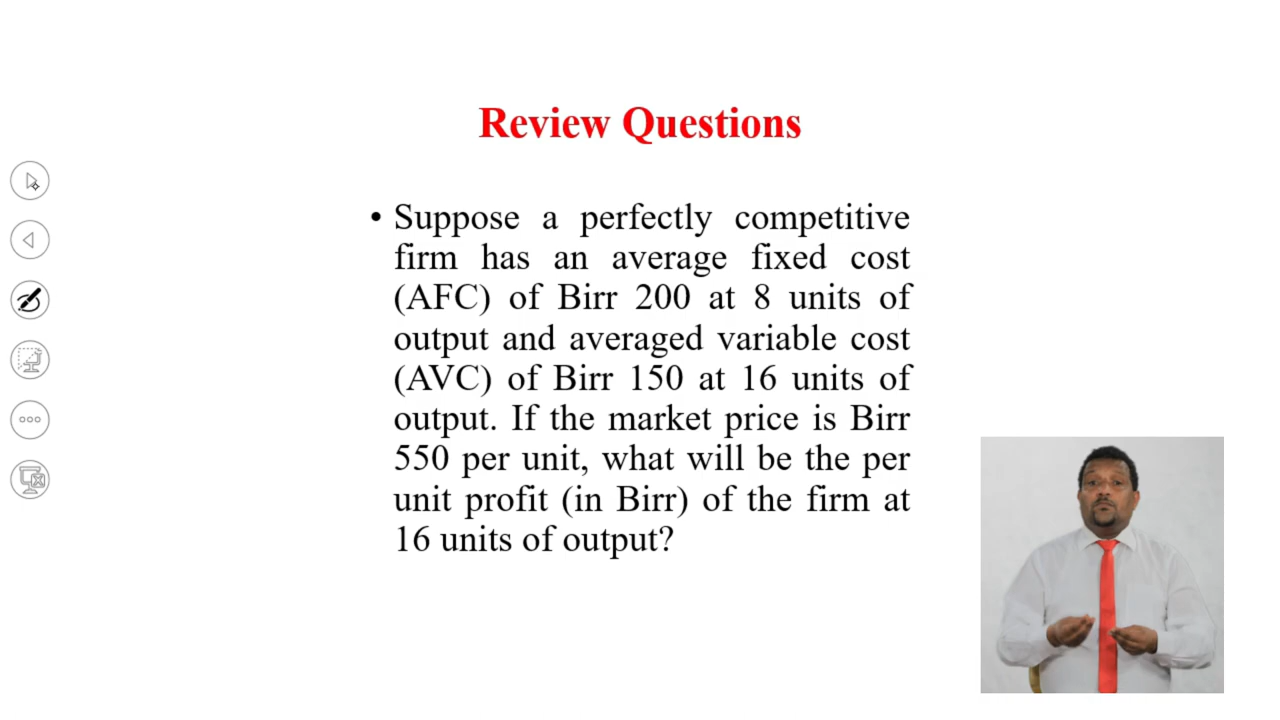 Review Questions
• Suppose a perfectly competitive
firm has an average fixed cost
(AFC) of Birr 200 at 8 units of
output and averaged variable cost
(AVC) of Birr 150 at 16 units of
output. If the market price is Birr
550 per unit, what will be the per
unit profit (in Birr) of the firm at
16 units of output?